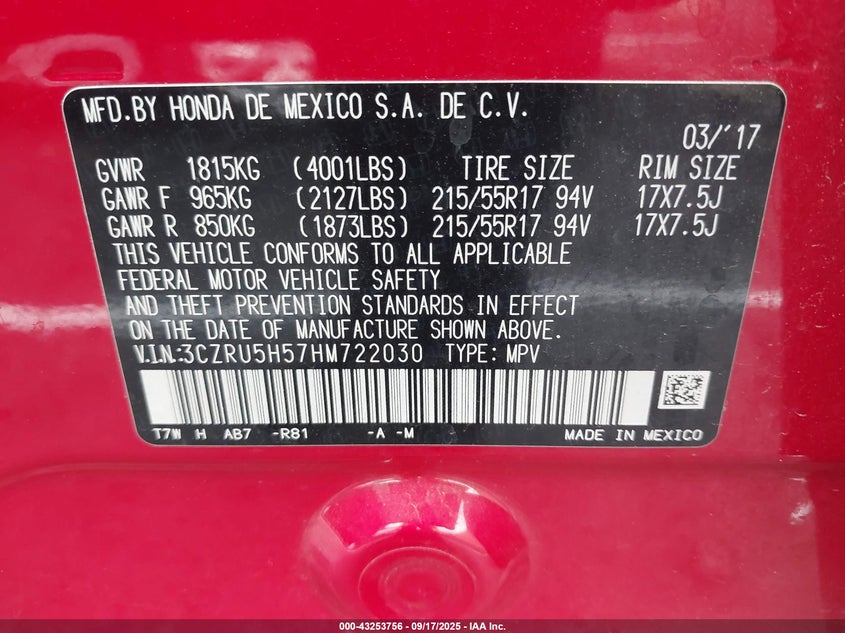 MFD.BY HONDA DE MEXICO S.A. DE C.V.
03/'17
GVWR 1815KG (4001LBS) TIRE SIZE RIM SIZE
GAWR F 965KG (2127LBS) 215/55R17 94V 17X7.5J
GAWR R 850KG (1873LBS) 215/55R17 94V 17X7.5J
THIS VEHICLE CONFORMS TO ALL APPLICABLE
FEDERAL MOTOR VEHICLE SAFETY
AND THEFT PREVENTION STANDARDS IN EFFECT
ON THE DATE OF MANUFACTURE SHOWN ABOVE.
V.I.N:3CZRU5H57HM722030 TYPE: MPV
T7W H AB7 -R81 -A -M MADE IN MEXICO
000-43253756 - 09/17/2025 - IAA Inc.